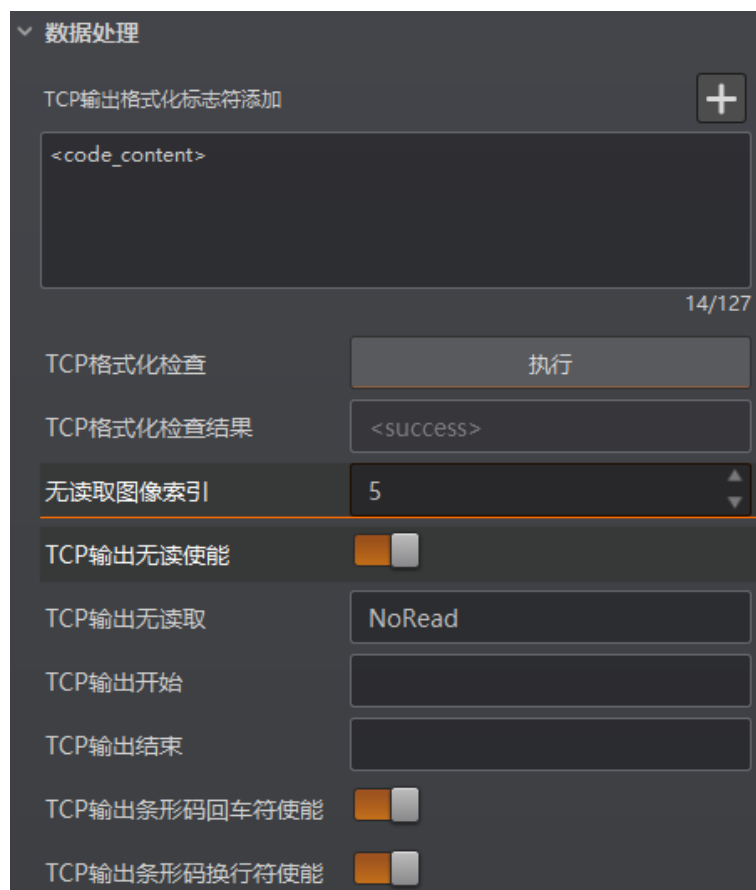 数据处理
TCP输出格式化标志符添加
<code_content>
14/127
TCP格式化检查 执行
TCP格式化检查结果 <success>
无读取图像索引 5
TCP输出无读使能
TCP输出无读取 NoRead
TCP输出开始
TCP输出结束
TCP输出条形码回车符使能
TCP输出条形码换行符使能